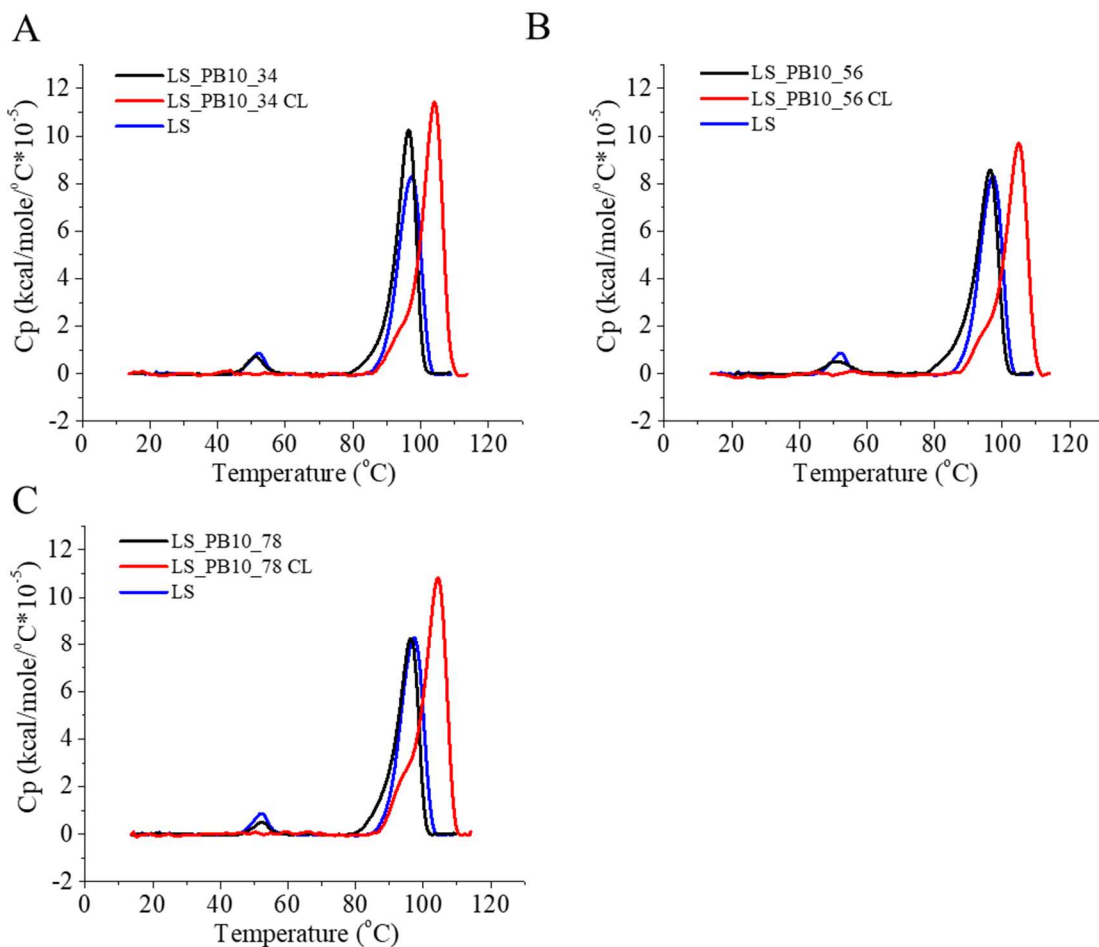 A
LS_PB10_34
LS_PB10_34 CL
LS
Cp (kcal/mole/°C*10-5)
12
10
8
6
4
2
0
-2
0 20 40 60 80 100 120
Temperature (°C)
B
LS_PB10_56
LS_PB10_56 CL
LS
Cp (kcal/mole/°C*10-5)
12
10
8
6
4
2
0
-2
0 20 40 60 80 100 120
Temperature (°C)
C
LS_PB10_78
LS_PB10_78 CL
LS
Cp (kcal/mole/°C*10-5)
12
10
8
6
4
2
0
-2
0 20 40 60 80 100 120
Temperature (°C)